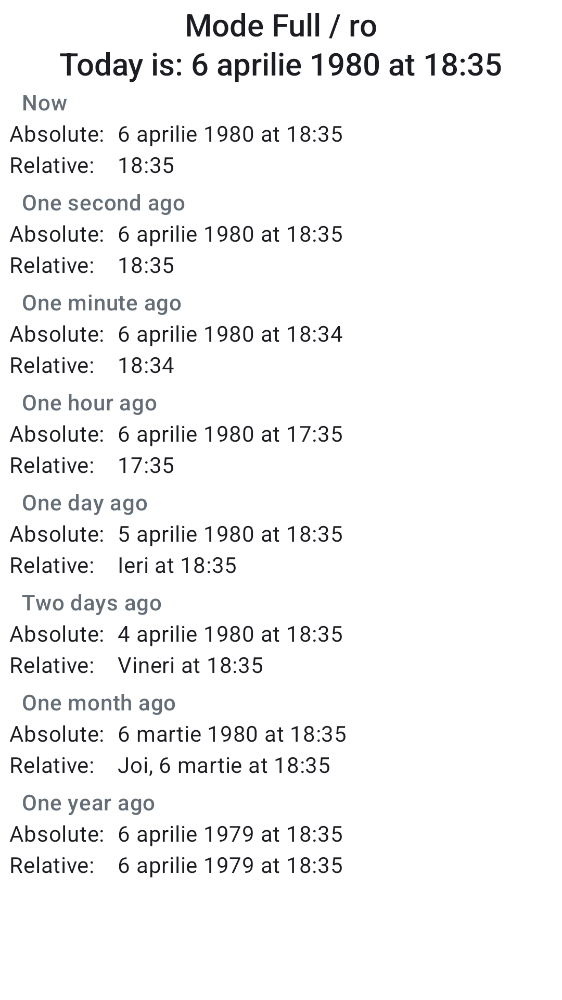 Mode Full / ro
Today is: 6 aprilie 1980 at 18:35
Now
Absolute: 6 aprilie 1980 at 18:35
Relative: 18:35
One second ago
Absolute: 6 aprilie 1980 at 18:35
Relative: 18:35
One minute ago
Absolute: 6 aprilie 1980 at 18:34
Relative: 18:34
One hour ago
Absolute: 6 aprilie 1980 at 17:35
Relative: 17:35
One day ago
Absolute: 5 aprilie 1980 at 18:35
Relative: Ieri at 18:35
Two days ago
Absolute: 4 aprilie 1980 at 18:35
Relative: Vineri at 18:35
One month ago
Absolute: 6 martie 1980 at 18:35
Relative: Joi, 6 martie at 18:35
One year ago
Absolute: 6 aprilie 1979 at 18:35
Relative: 6 aprilie 1979 at 18:35